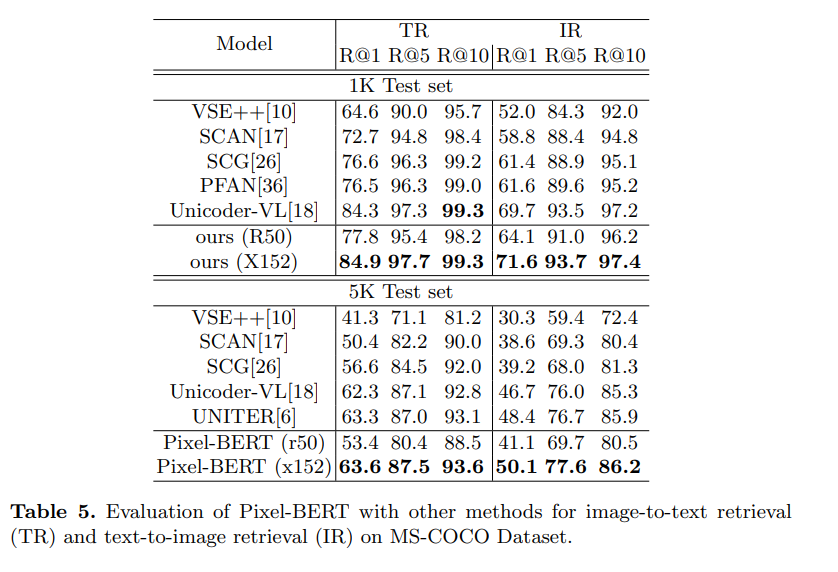 Model TR IR
R@1 R@5 R@10 R@1 R@5 R@10
1K Test set
VSE++[10] 64.6 90.0 95.7 52.0 84.3 92.0
SCAN[17] 72.7 94.8 98.4 58.8 88.4 94.8
SCG[26] 76.6 96.3 99.2 61.4 88.9 95.1
PFAN[36] 76.5 96.3 99.0 61.6 89.6 95.2
Unicoder-VL[18] 84.3 97.3 99.3 69.7 93.5 97.2
ours (R50) 77.8 95.4 98.2 64.1 91.0 96.2
ours (X152) 84.9 97.7 99.3 71.6 93.7 97.4
5K Test set
VSE++[10] 41.3 71.1 81.2 30.3 59.4 72.4
SCAN[17] 50.4 82.2 90.0 38.6 69.3 80.4
SCG[26] 56.6 84.5 92.0 39.2 68.0 81.3
Unicoder-VL[18] 62.3 87.1 92.8 46.7 76.0 85.3
UNITER[6] 63.3 87.0 93.1 48.4 76.7 85.9
Pixel-BERT (r50) 53.4 80.4 88.5 41.1 69.7 80.5
Pixel-BERT (x152) 63.6 87.5 93.6 50.1 77.6 86.2
Table 5. Evaluation of Pixel-BERT with other methods for image-to-text retrieval
(TR) and text-to-image retrieval (IR) on MS-COCO Dataset.